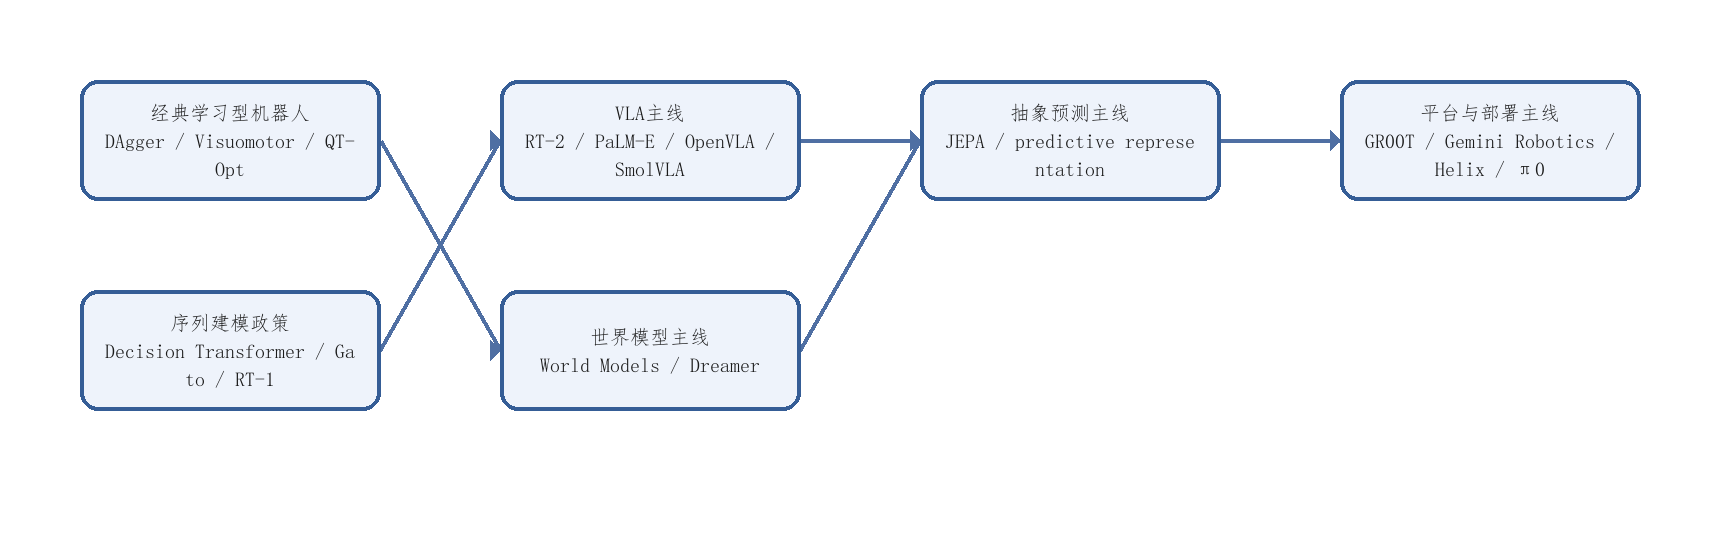 经典学习型机器人
DAgger / Visuomotor / QT-
Opt
VLA主线
RT-2 / PaLM-E / OpenVLA /
SmolVLA
抽象预测主线
JEPA / predictive represe
ntation
平台与部署主线
GR00T / Gemini Robotics /
Helix / π0
序列建模政策
Decision Transformer / Ga
to / RT-1
世界模型主线
World Models / Dreamer